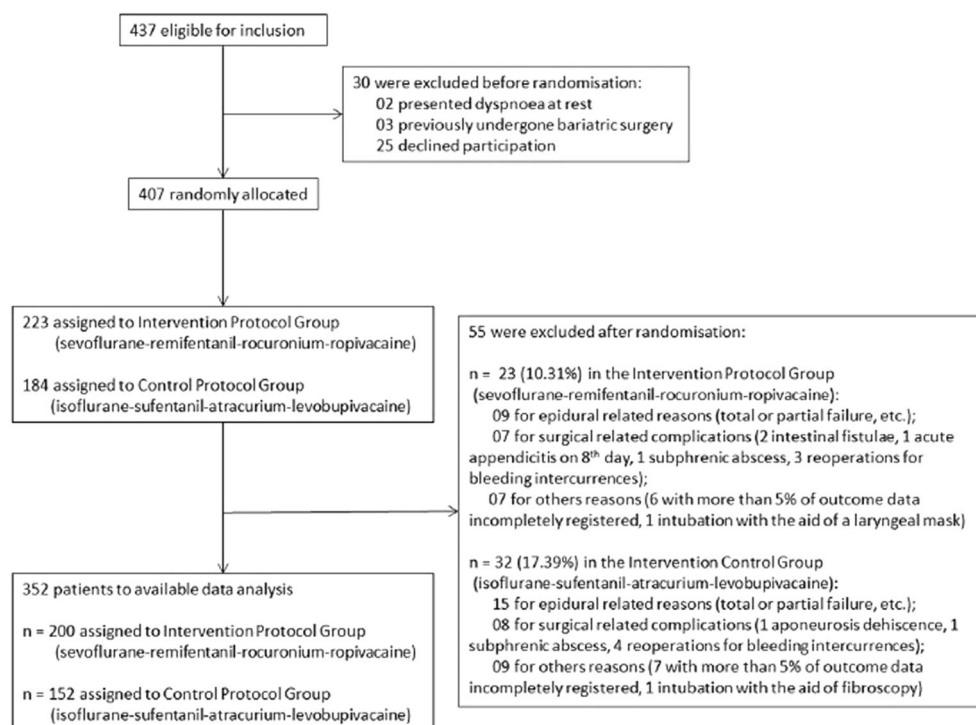 437 eligible for inclusion
30 were excluded before randomisation:
02 presented dyspnoea at rest
03 previously undergone bariatric surgery
25 declined participation
407 randomly allocated
223 assigned to Intervention Protocol Group
(sevoflurane-remifentanil-rocuronium-ropivacaine)
184 assigned to Control Protocol Group
(isoflurane-sufentanil-atracurium-levobupivacaine)
55 were excluded after randomisation:
n = 23 (10.31%) in the Intervention Protocol Group
(sevoflurane-remifentanil-rocuronium-ropivacaine):
09 for epidural related reasons (total or partial failure, etc.);
07 for surgical related complications (2 intestinal fistulae, 1 acute
appendicitis on 8th day, 1 subphrenic abscess, 3 reoperations for
bleeding intercurrences);
07 for others reasons (6 with more than 5% of outcome data
incompletely registered, 1 intubation with the aid of a laryngeal mask)
n = 32 (17.39%) in the Intervention Control Group
(isoflurane-sufentanil-atracurium-levobupivacaine):
15 for epidural related reasons (total or partial failure, etc.);
08 for surgical related complications (1 aponeurosis dehiscence, 1
subphrenic abscess, 4 reoperations for bleeding intercurrences);
09 for others reasons (7 with more than 5% of outcome data
incompletely registered, 1 intubation with the aid of fibroscopy)
352 patients to available data analysis
n = 200 assigned to Intervention Protocol Group
(sevoflurane-remifentanil-rocuronium-ropivacaine)
n = 152 assigned to Control Protocol Group
(isoflurane-sufentanil-atracurium-levobupivacaine)